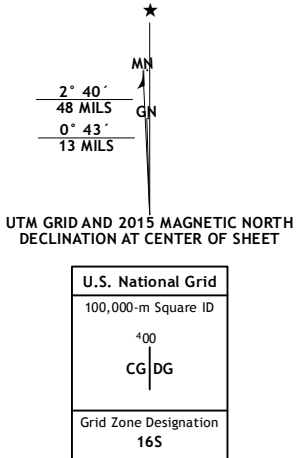 ★
MN
2° 40´
48 MILS
GN
0° 43´
13 MILS
UTM GRID AND 2015 MAGNETIC NORTH
DECLINATION AT CENTER OF SHEET
U.S. National Grid
100,000-m Square ID
⁴00
CG DG
Grid Zone Designation
16S